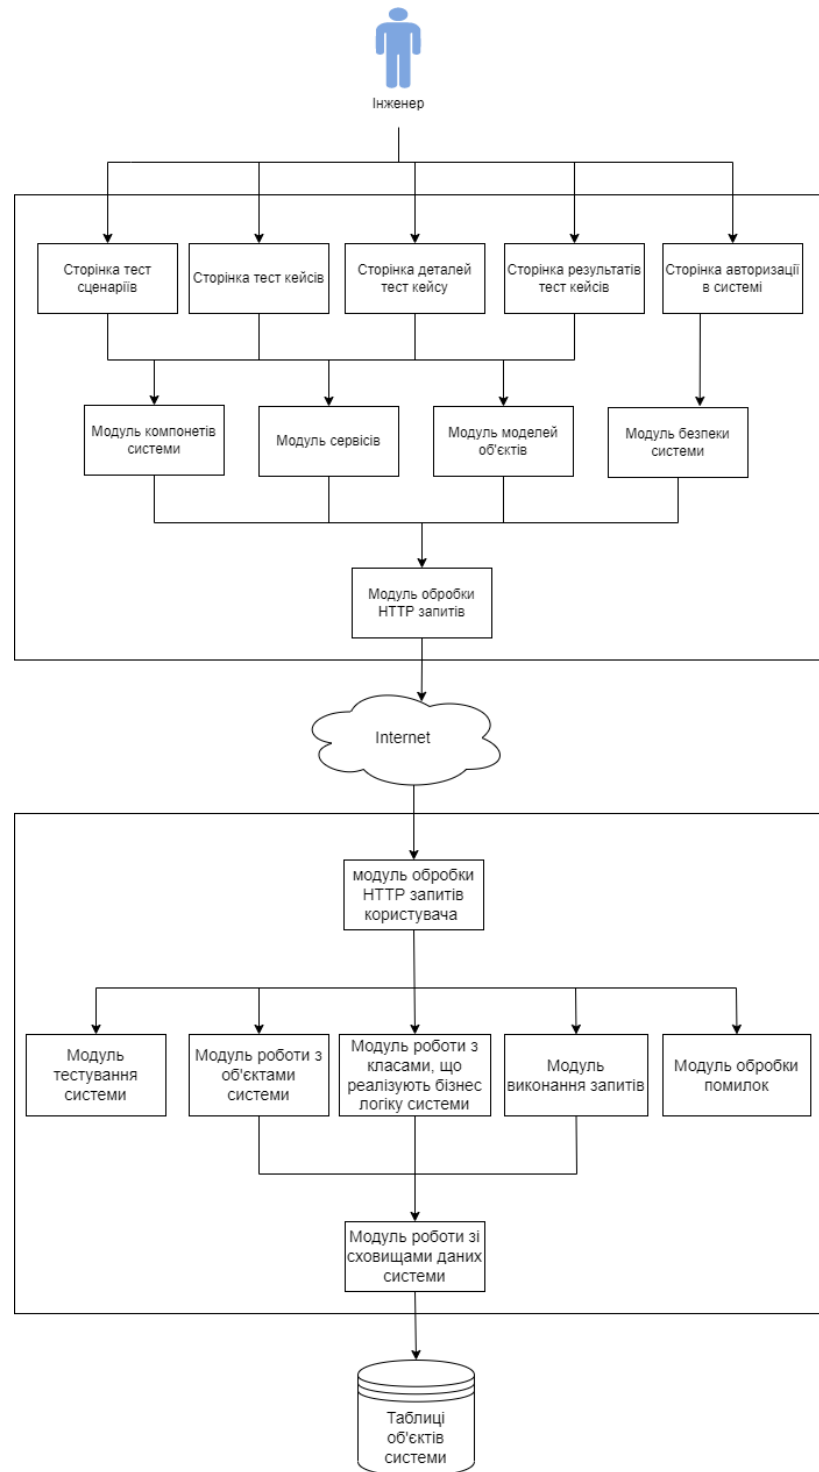 Інженер
Сторінка тест
сценаріїв
Сторінка тест кейсів
Сторінка деталей
тест кейсу
Сторінка результатів
тест кейсів
Сторінка авторизації
в системі
Модуль компонетів
системи
Модуль сервісів
Модуль моделей
об'єктів
Модуль безпеки
системи
Модуль обробки
HTTP запитів
Internet
модуль обробки
HTTP запитів
користувача
Модуль
тестування
системи
Модуль роботи з
об'єктами
системи
Модуль роботи з
класами, що
реалізують бізнес
логіку системи
Модуль
виконання запитів
Модуль обробки
помилок
Модуль роботи зі
сховищами даних
системи
Таблиці
об'єктів
системи